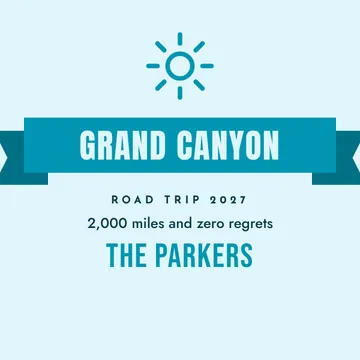 GRAND CANYON
ROAD TRIP 2027
2,000 miles and zero regrets
THE PARKERS